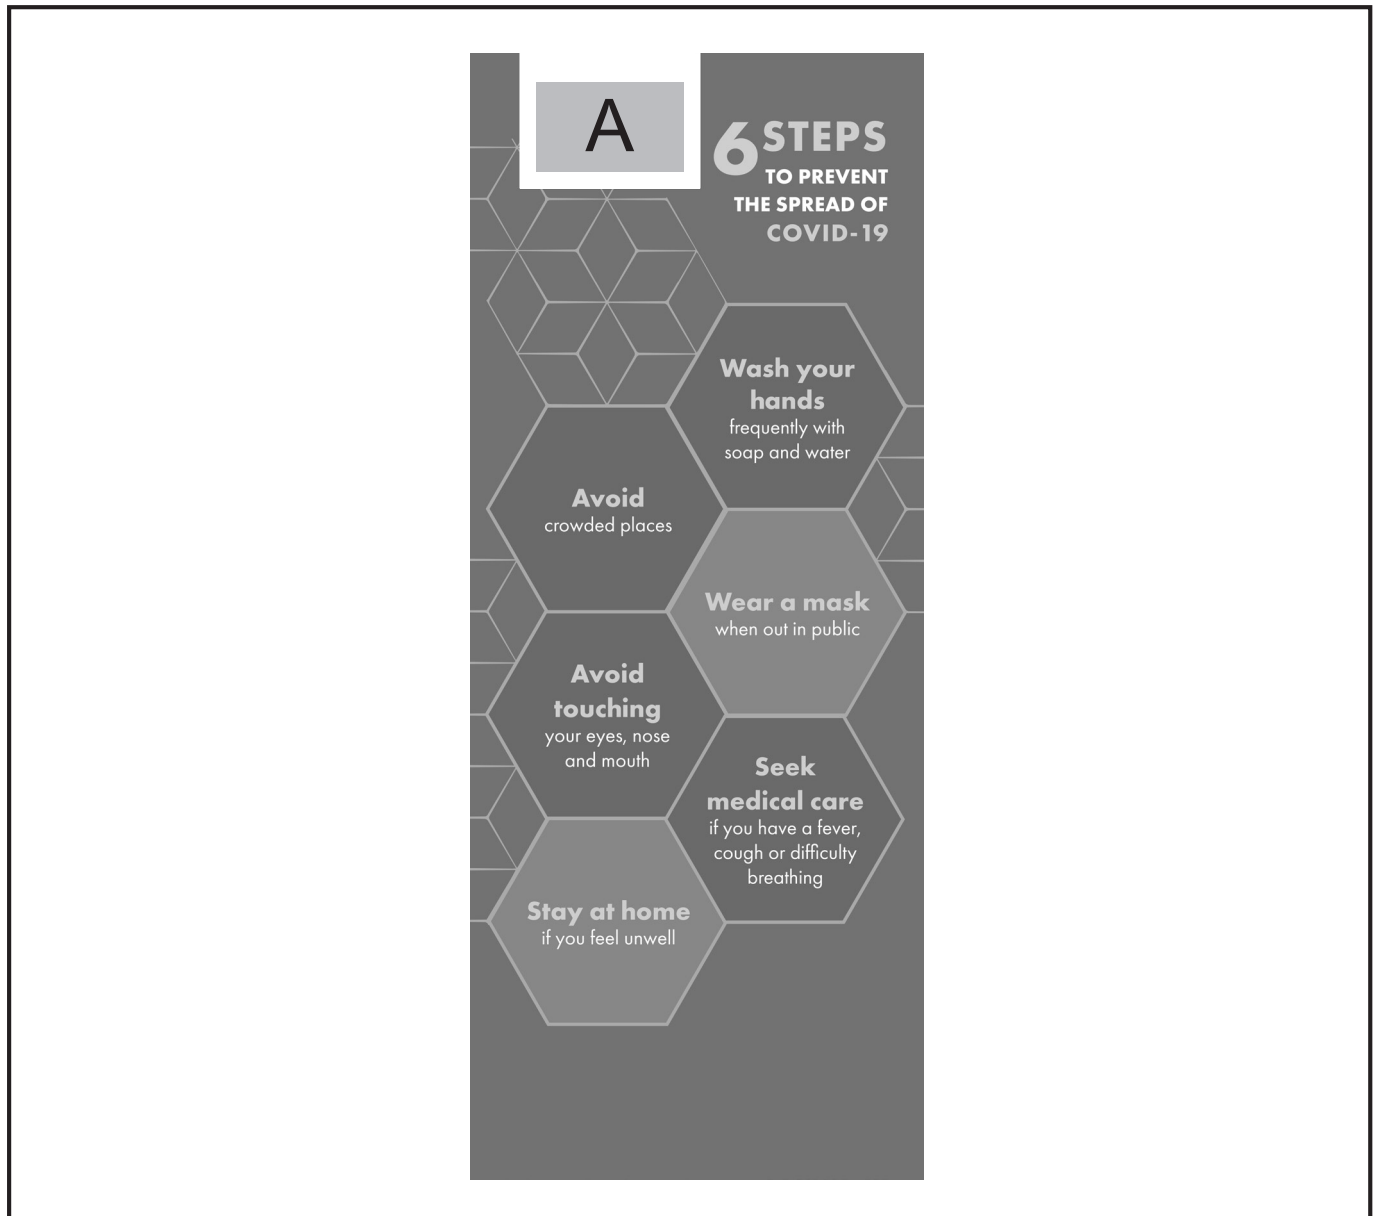 A
6 STEPS
TO PREVENT
THE SPREAD OF
COVID-19
Wash your
hands
frequently with
soap and water
Avoid
crowded places
Wear a mask
when out in public
Avoid
touching
your eyes, nose
and mouth
Seek
medical care
if you have a fever,
cough or difficulty
breathing
Stay at home
if you feel unwell